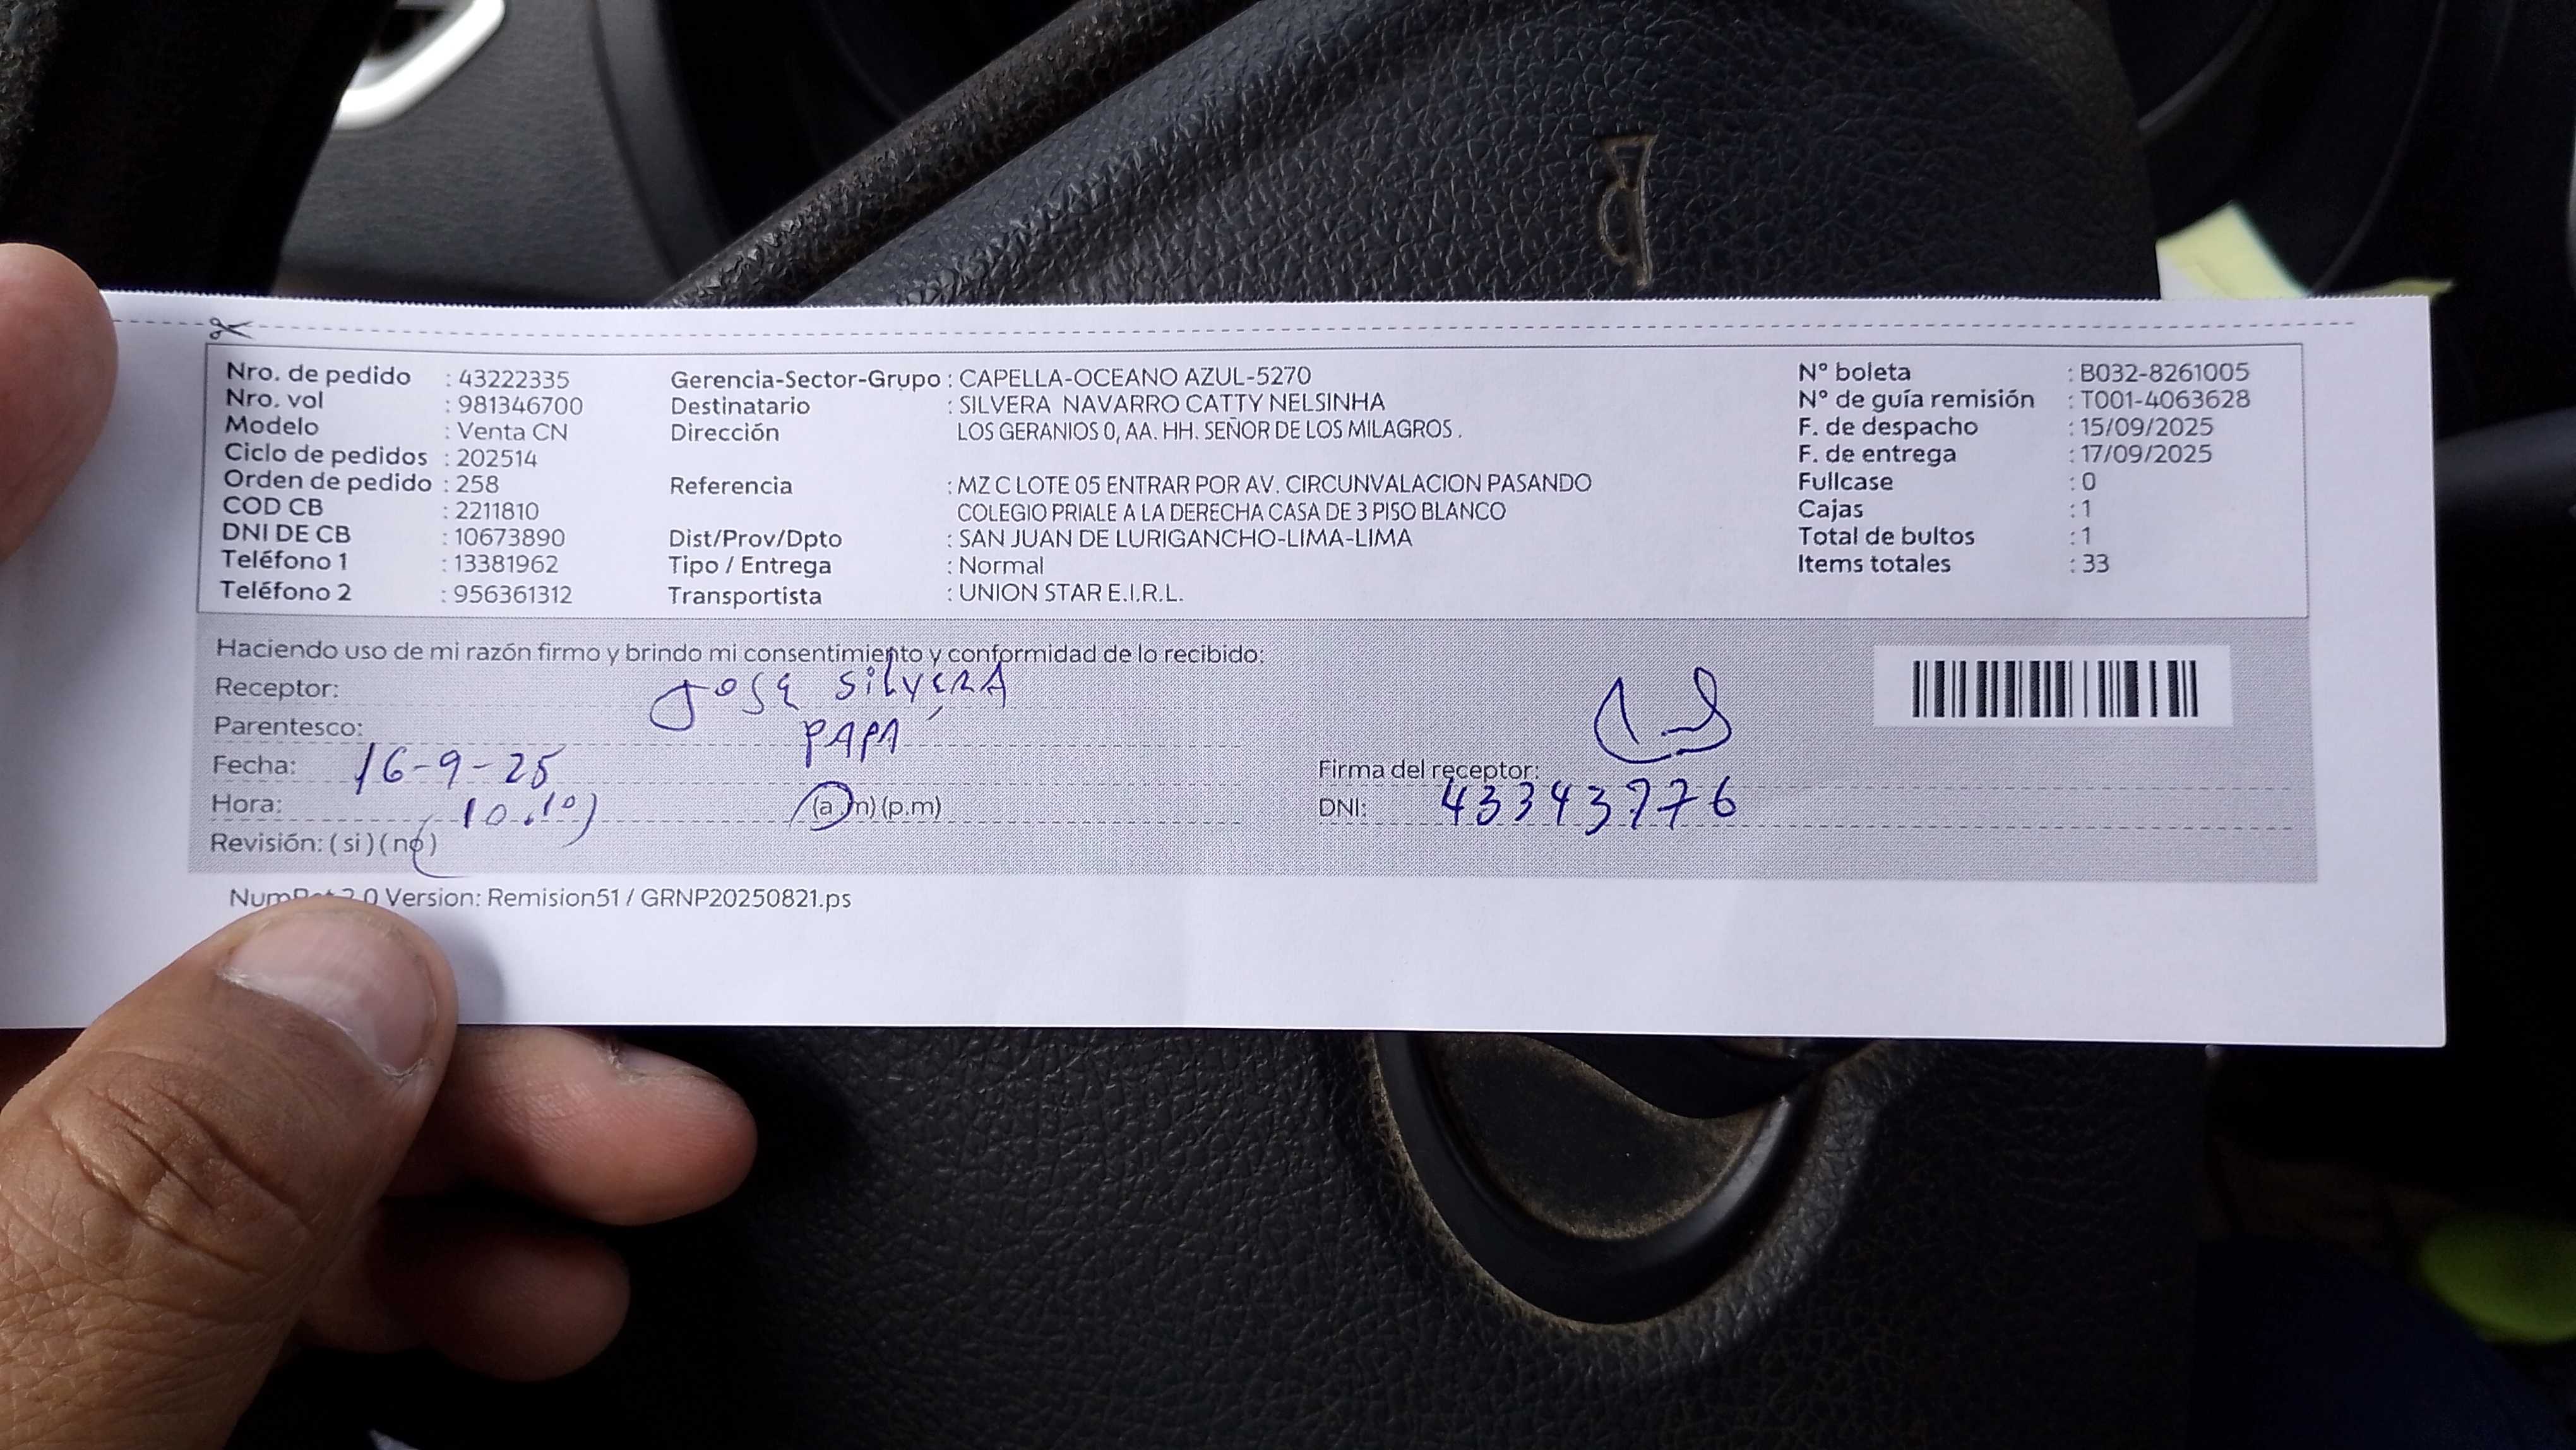 Nro. de pedido : 43222335
Nro. vol : 981346700
Modelo : Venta CN
Ciclo de pedidos : 202514
Orden de pedido : 258
COD CB : 2211810
DNI DE CB : 10673890
Teléfono 1 : 13381962
Teléfono 2 : 956361312
Gerencia-Sector-Grupo : CAPELLA-OCEANO AZUL-5270
Destinatario : SILVERA NAVARRO CATTY NELSINHA
Dirección LOS GERANIOS 0, AA. HH. SEÑOR DE LOS MILAGROS .
Referencia : MZ C LOTE 05 ENTRAR POR AV. CIRCUNVALACION PASANDO
COLEGIO PRIALE A LA DERECHA CASA DE 3 PISO BLANCO
Dist/Prov/Dpto : SAN JUAN DE LURIGANCHO-LIMA-LIMA
Tipo / Entrega : Normal
Transportista : UNION STAR E.I.R.L.
N° boleta : B032-8261005
N° de guía remisión : T001-4063628
F. de despacho : 15/09/2025
F. de entrega : 17/09/2025
Fullcase : 0
Cajas : 1
Total de bultos : 1
Items totales : 33
Haciendo uso de mi razón firmo y brindo mi consentimiento y conformidad de lo recibido:
Receptor: Jose Silvera
Parentesco: PAPÁ
Fecha: 16-9-25
Hora: 10.10 (a.m) (p.m)
Revisión: ( si ) ( no )
Firma del receptor:
DNI: 43343776
2.0 Version: Remision51 / GRNP20250821.ps